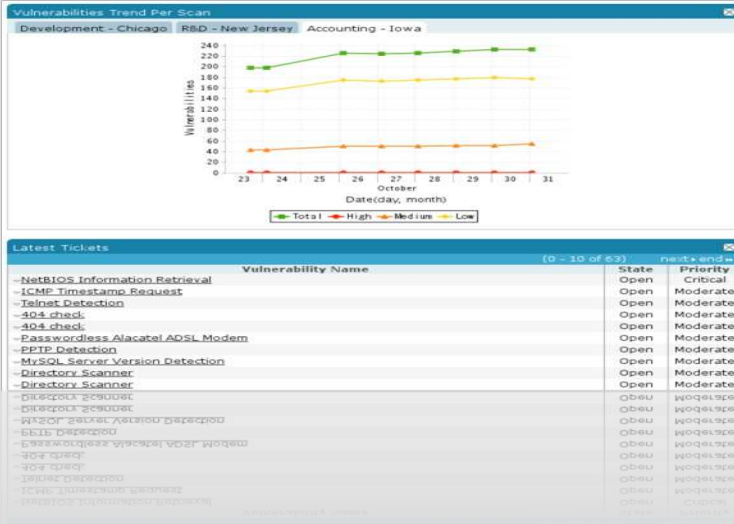 Vulnerabilities Trend Per Scan
Development - Chicago R&D - New Jersey Accounting - Iowa
240
220
200
180
160
140
120
100
80
60
40
20
0
Vulnerabilities
23 24 25 26 27 28 29 30 31
October
Date(day, month)
Total High Medium Low
Latest Tickets
(0 - 10 of 63) next end
Vulnerability Name State Priority
NetBIOS Information Retrieval Open Critical
ICMP Timestamp Request Open Moderate
Telnet Detection Open Moderate
404 check Open Moderate
404 check Open Moderate
Passwordless Alacatel ADSL Modem Open Moderate
PPTP Detection Open Moderate
MySQL Server Version Detection Open Moderate
Directory Scanner Open Moderate
Directory Scanner Open Moderate